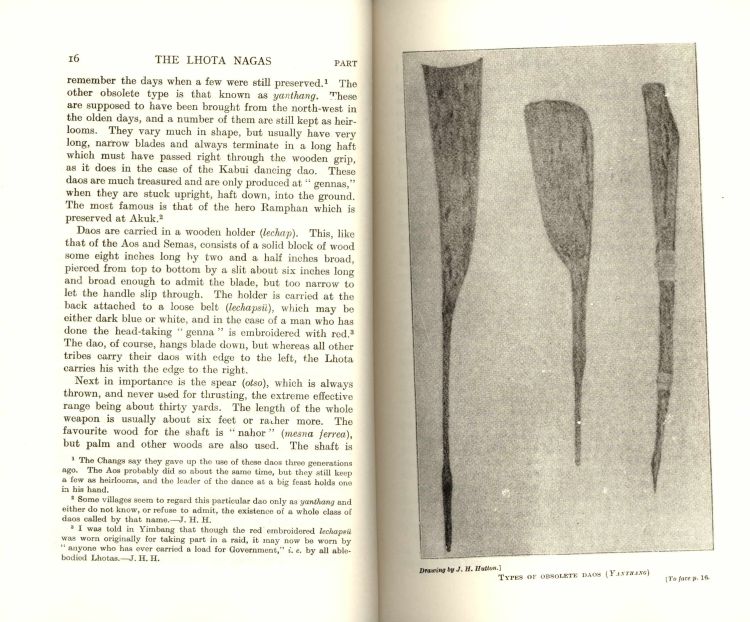 16 THE LHOTA NAGAS PART
remember the days when a few were still preserved.¹ The
other obsolete type is that known as yanthang. These
are supposed to have been brought from the north-west in
the olden days, and a number of them are still kept as heir-
looms. They vary much in shape, but usually have very
long, narrow blades and always terminate in a long haft
which must have passed right through the wooden grip,
as it does in the case of the Kabui dancing dao. These
daos are much treasured and are only produced at “ gennas,”
when they are stuck upright, haft down, into the ground.
The most famous is that of the hero Ramphan which is
preserved at Akuk.²
Daos are carried in a wooden holder (lechap). This, like
that of the Aos and Semas, consists of a solid block of wood
some eight inches long by two and a half inches broad,
pierced from top to bottom by a slit about six inches long
and broad enough to admit the blade, but too narrow to
let the handle slip through. The holder is carried at the
back attached to a loose belt (lechapsü), which may be
either dark blue or white, and in the case of a man who has
done the head-taking “ genna ” is embroidered with red.³
The dao, of course, hangs blade down, but whereas all other
tribes carry their daos with edge to the left, the Lhota
carries his with the edge to the right.
Next in importance is the spear (otso), which is always
thrown, and never used for thrusting, the extreme effective
range being about thirty yards. The length of the whole
weapon is usually about six feet or rather more. The
favourite wood for the shaft is “ nahor ” (mesna ferrea),
but palm and other woods are also used. The shaft is
¹ The Changs say they gave up the use of these daos three generations
ago. The Aos probably did so about the same time, but they still keep
a few as heirlooms, and the leader of the dance at a big feast holds one
in his hand.
² Some villages seem to regard this particular dao only as yanthang and
either do not know, or refuse to admit, the existence of a whole class of
daos called by that name.—J. H. H.
³ I was told in Yimbang that though the red embroidered lechapsü
was worn originally for taking part in a raid, it may now be worn by
“ anyone who has ever carried a load for Government,” i. e. by all able-
bodied Lhotas.—J. H. H.
Drawing by J. H. Hutton.]
TYPES OF OBSOLETE DAOS (YANTHANG)
[To face p. 16.